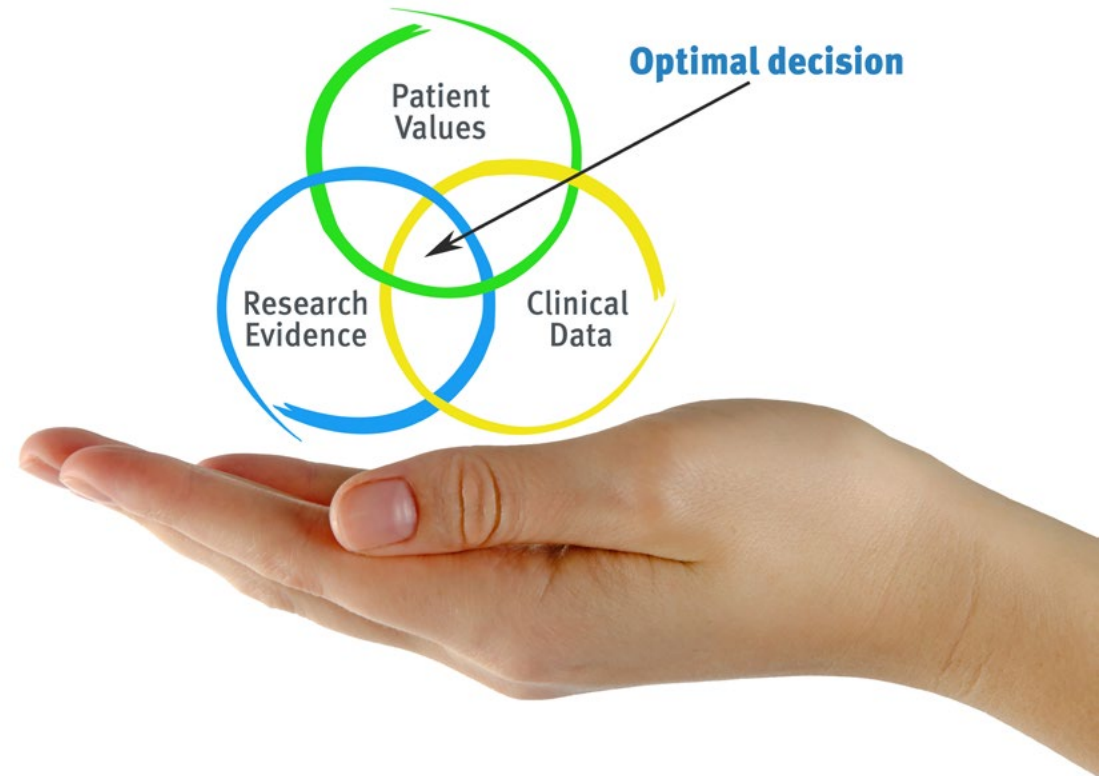 Optimal decision
Patient
Values
Research
Evidence
Clinical
Data